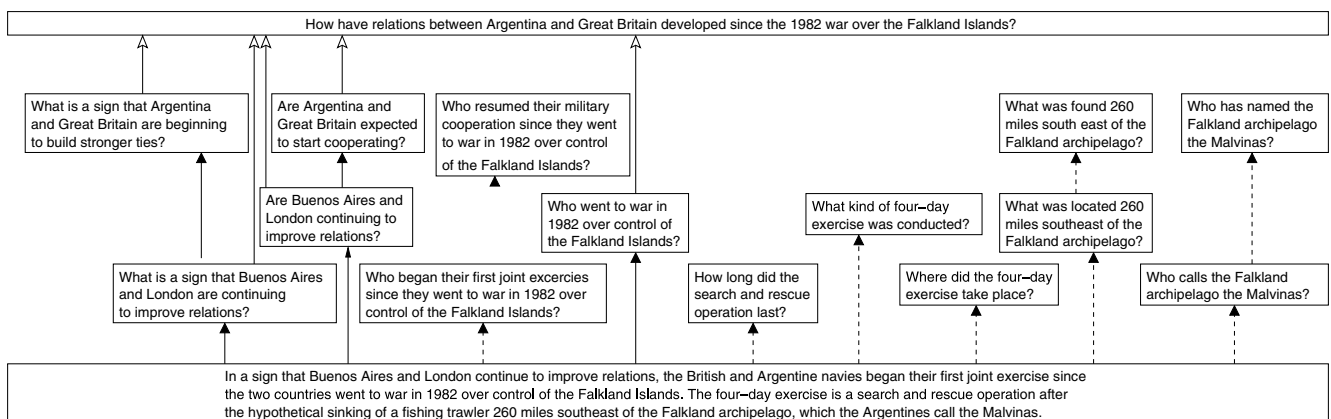 How have relations between Argentina and Great Britain developed since the 1982 war over the Falkland Islands?
What is a sign that Argentina
and Great Britain are beginning
to build stronger ties?
Are Argentina and
Great Britain expected
to start cooperating?
Who resumed their military
cooperation since they went
to war in 1982 over control
of the Falkland Islands?
What was found 260
miles south east of the
Falkland archipelago?
Who has named the
Falkland archipelago
the Malvinas?
Are Buenos Aires and
London continuing to
improve relations?
Who went to war in
1982 over control of
the Falkland Islands?
What kind of four-day
exercise was conducted?
What was located 260
miles southeast of the
Falkland archipelago?
What is a sign that Buenos Aires
and London are continuing
to improve relations?
Who began their first joint excercies
since they went to war in 1982 over
control of the Falkland Islands?
How long did the
search and rescue
operation last?
Where did the four-day
exercise take place?
Who calls the Falkland
archipelago the Malvinas?
In a sign that Buenos Aires and London continue to improve relations, the British and Argentine navies began their first joint exercise since
the two countries went to war in 1982 over control of the Falkland Islands. The four-day exercise is a search and rescue operation after
the hypothetical sinking of a fishing trawler 260 miles southeast of the Falkland archipelago, which the Argentines call the Malvinas.